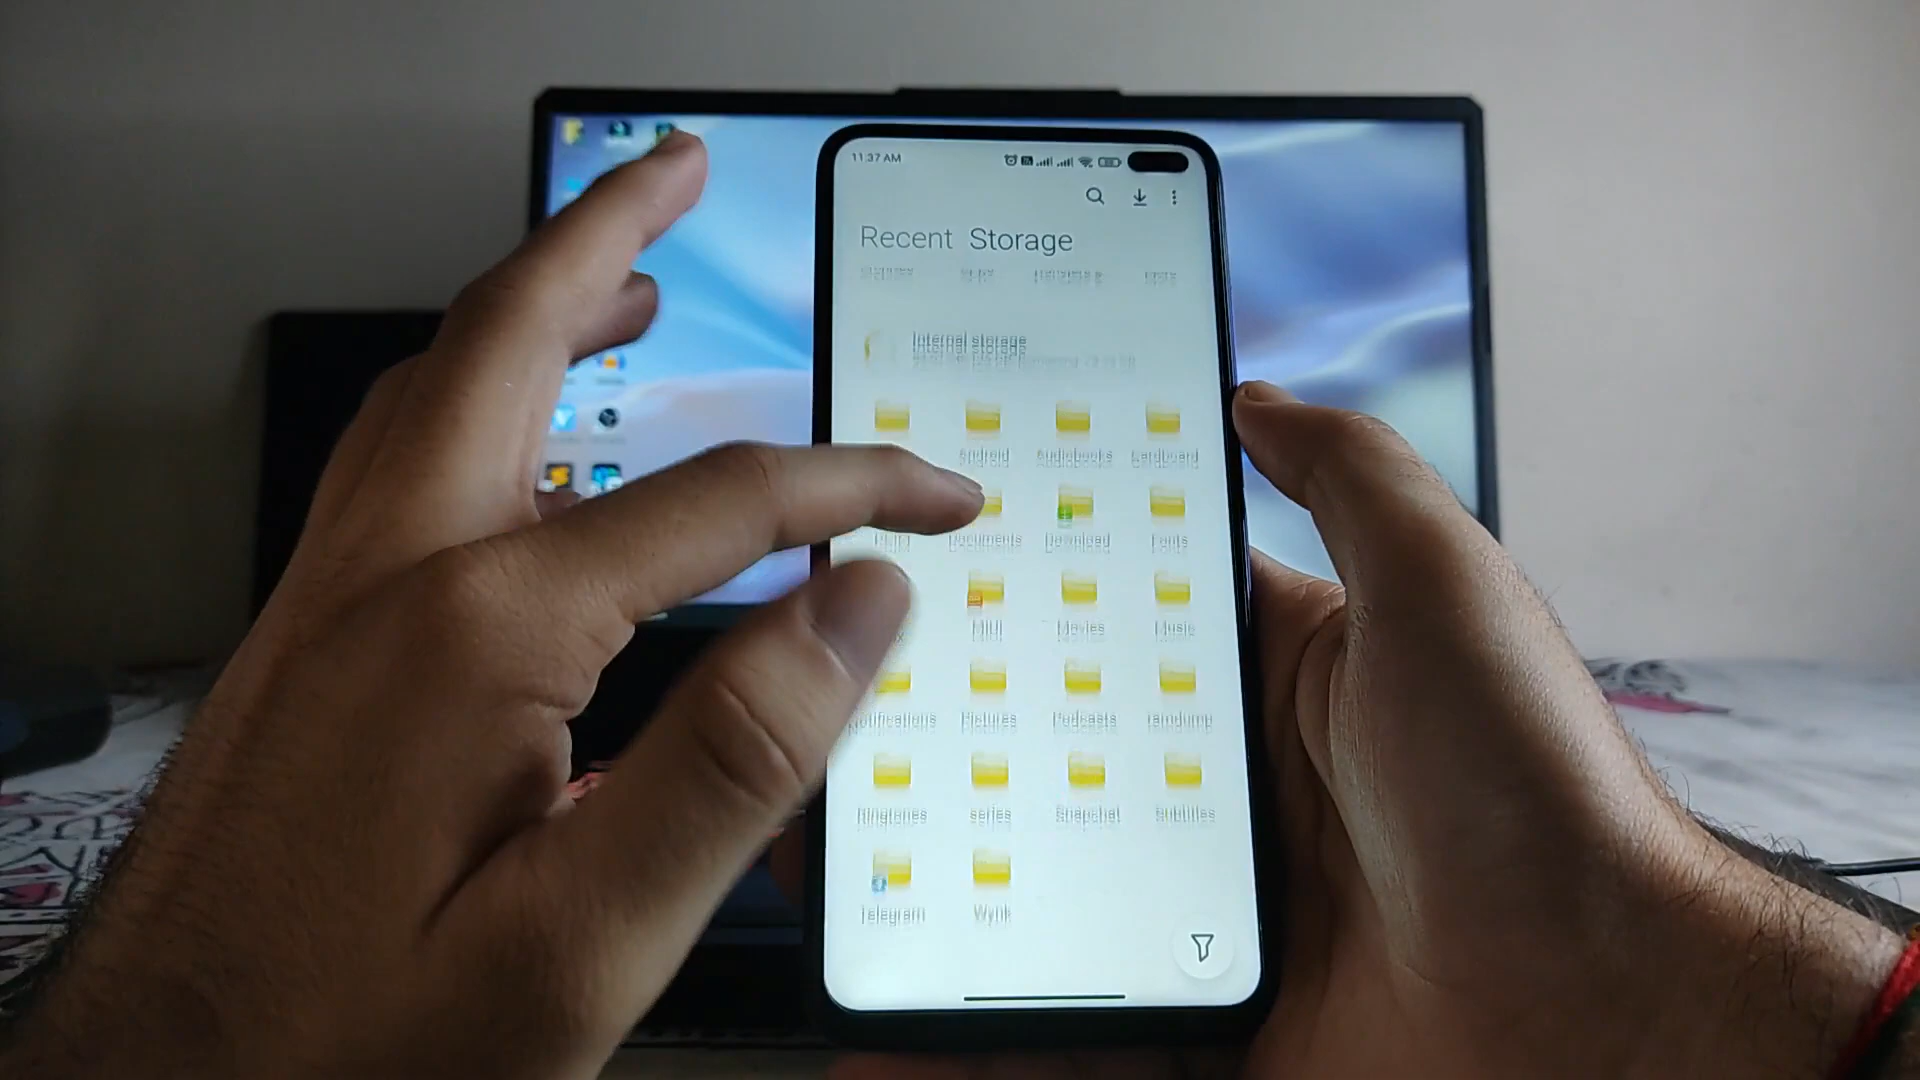 11:37 AM
Recent Storage
Internal storage
Android Audiobooks Cardboard
Documents Download Fonts
MIUI Movies Music
Notifications Pictures Podcasts ramdump
Ringtones series Snapchat Subtitles
Telegram Wynk